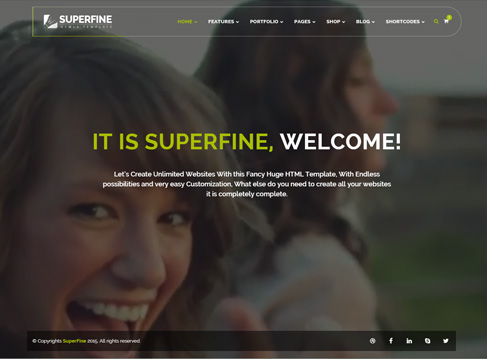 SUPERFINE
HTML5 TEMPLATE
HOME FEATURES PORTFOLIO PAGES SHOP BLOG SHORTCODES
IT IS SUPERFINE, WELCOME!
Let's Create Unlimited Websites With this Fancy Huge HTML Template, With Endless
possibilities and very easy Customization, What else do you need to create all your websites
it is completely complete.
© Copyrights SuperFine 2015. All rights reserved.